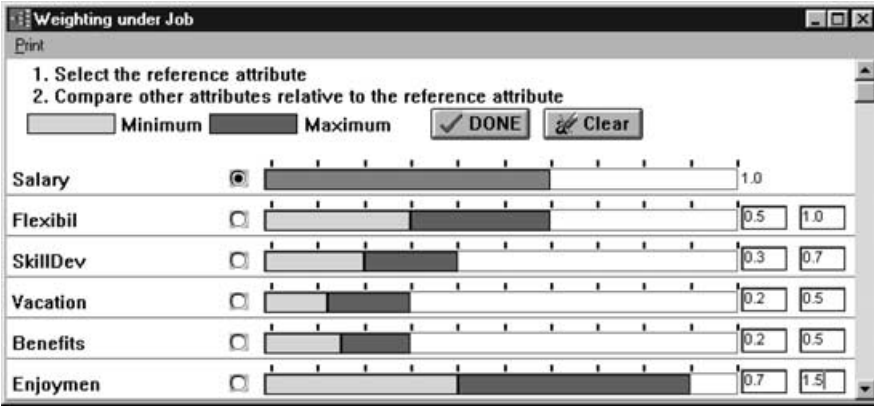 Weighting under Job
Print
1. Select the reference attribute
2. Compare other attributes relative to the reference attribute
Minimum Maximum DONE Clear
Salary 1.0
Flexibil 0.5 1.0
SkillDev 0.3 0.7
Vacation 0.2 0.5
Benefits 0.2 0.5
Enjoymen 0.7 1.5